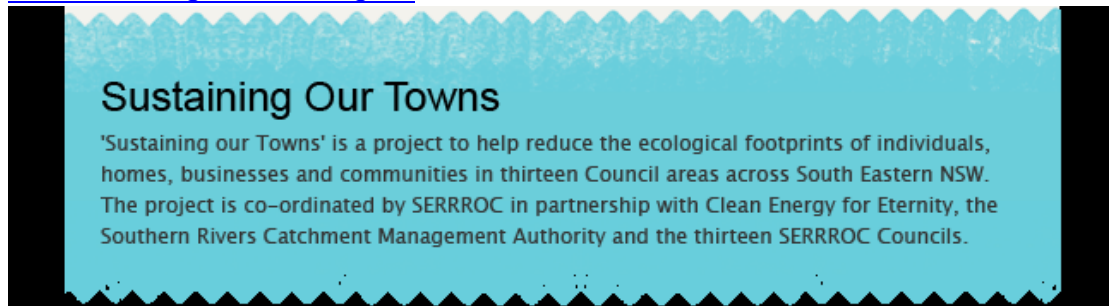 Sustaining Our Towns
'Sustaining our Towns' is a project to help reduce the ecological footprints of individuals,
homes, businesses and communities in thirteen Council areas across South Eastern NSW.
The project is co-ordinated by SERRROC in partnership with Clean Energy for Eternity, the
Southern Rivers Catchment Management Authority and the thirteen SERRROC Councils.